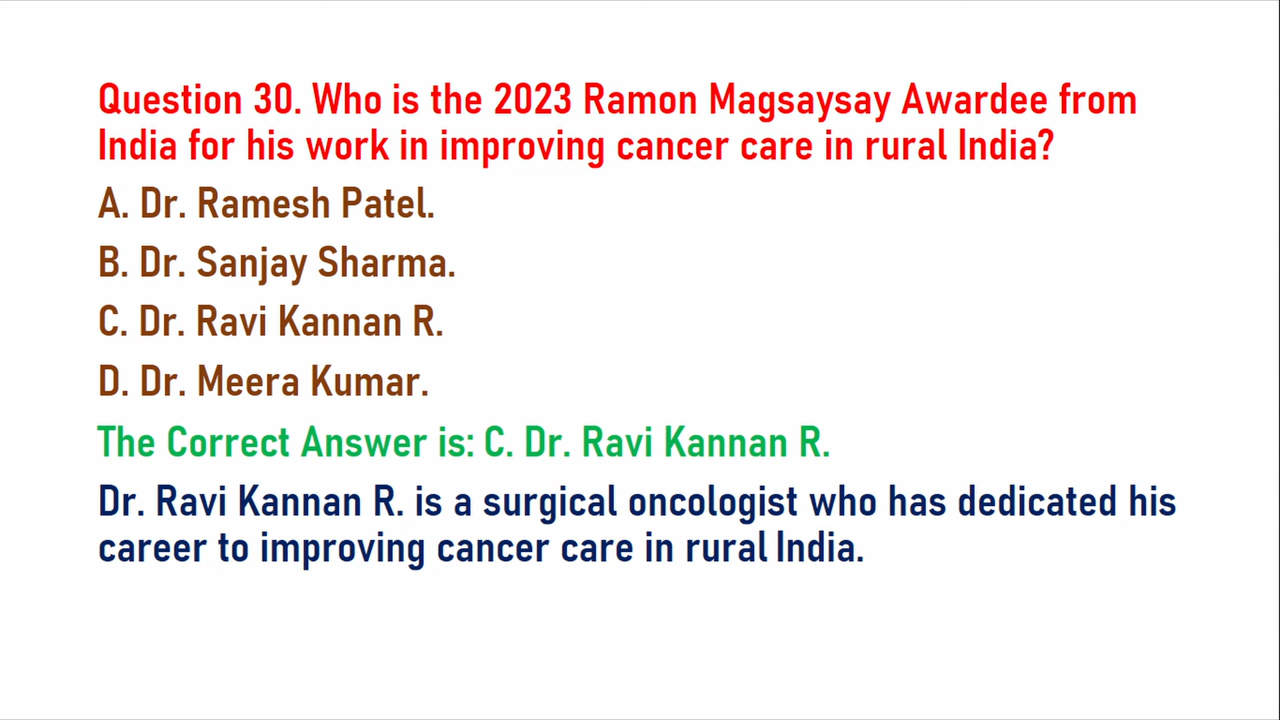 Question 30. Who is the 2023 Ramon Magsaysay Awardee from
India for his work in improving cancer care in rural India?
A. Dr. Ramesh Patel.
B. Dr. Sanjay Sharma.
C. Dr. Ravi Kannan R.
D. Dr. Meera Kumar.
The Correct Answer is: C. Dr. Ravi Kannan R.
Dr. Ravi Kannan R. is a surgical oncologist who has dedicated his
career to improving cancer care in rural India.